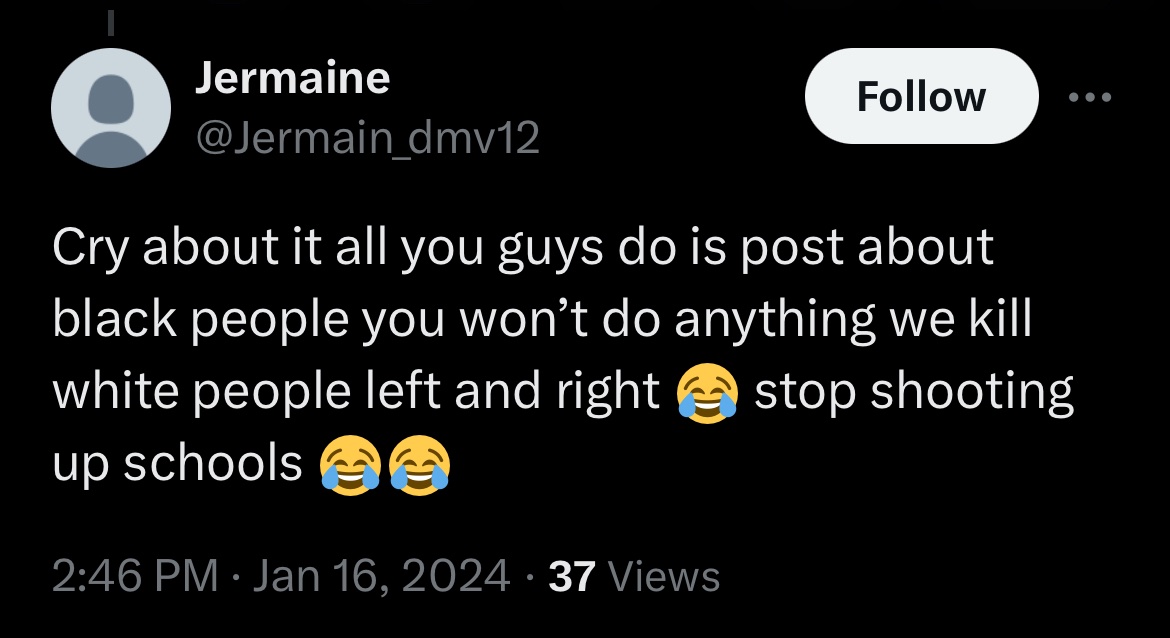 Jermaine
@Jermain_dmv12
Follow
Cry about it all you guys do is post about
black people you won’t do anything we kill
white people left and right 😂 stop shooting
up schools 😂😂
2:46 PM · Jan 16, 2024 · 37 Views